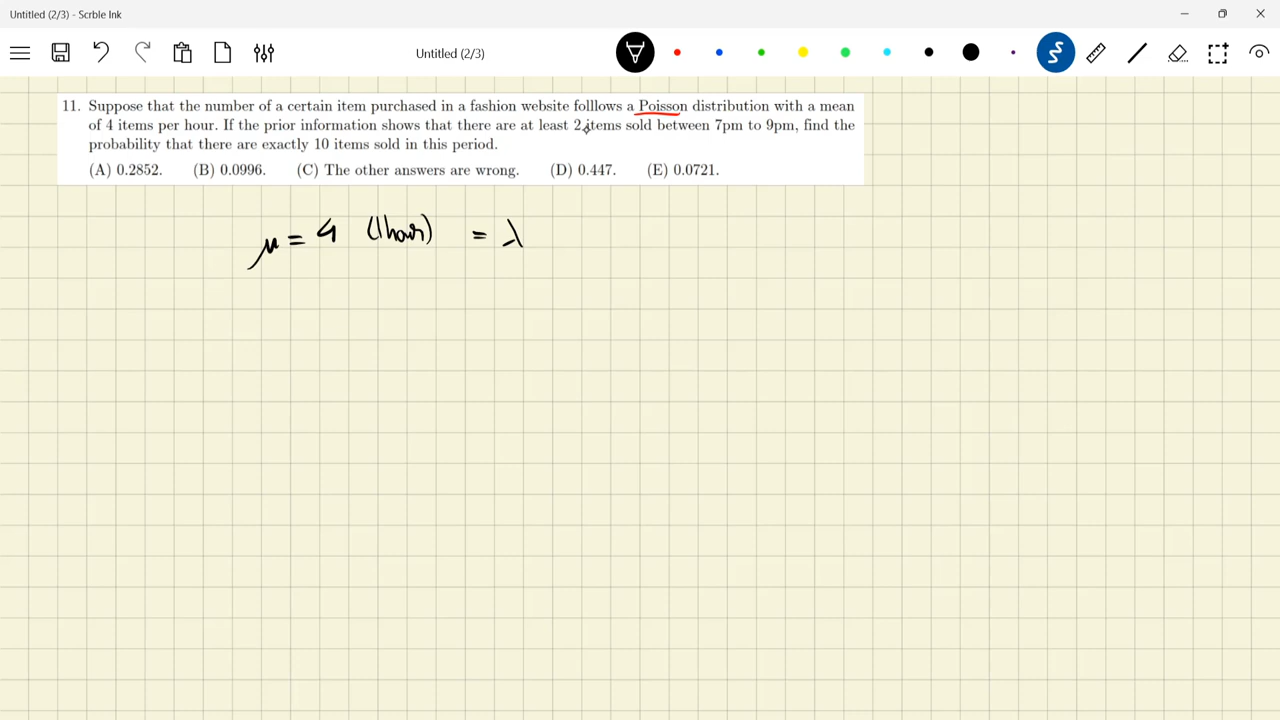 Untitled (2/3) - Scrble Ink
Untitled (2/3)
11. Suppose that the number of a certain item purchased in a fashion website folllows a Poisson distribution with a mean
of 4 items per hour. If the prior information shows that there are at least 2 items sold between 7pm to 9pm, find the
probability that there are exactly 10 items sold in this period.
(A) 0.2852. (B) 0.0996. (C) The other answers are wrong. (D) 0.447. (E) 0.0721.
μ = 4 (1 hour) = λ